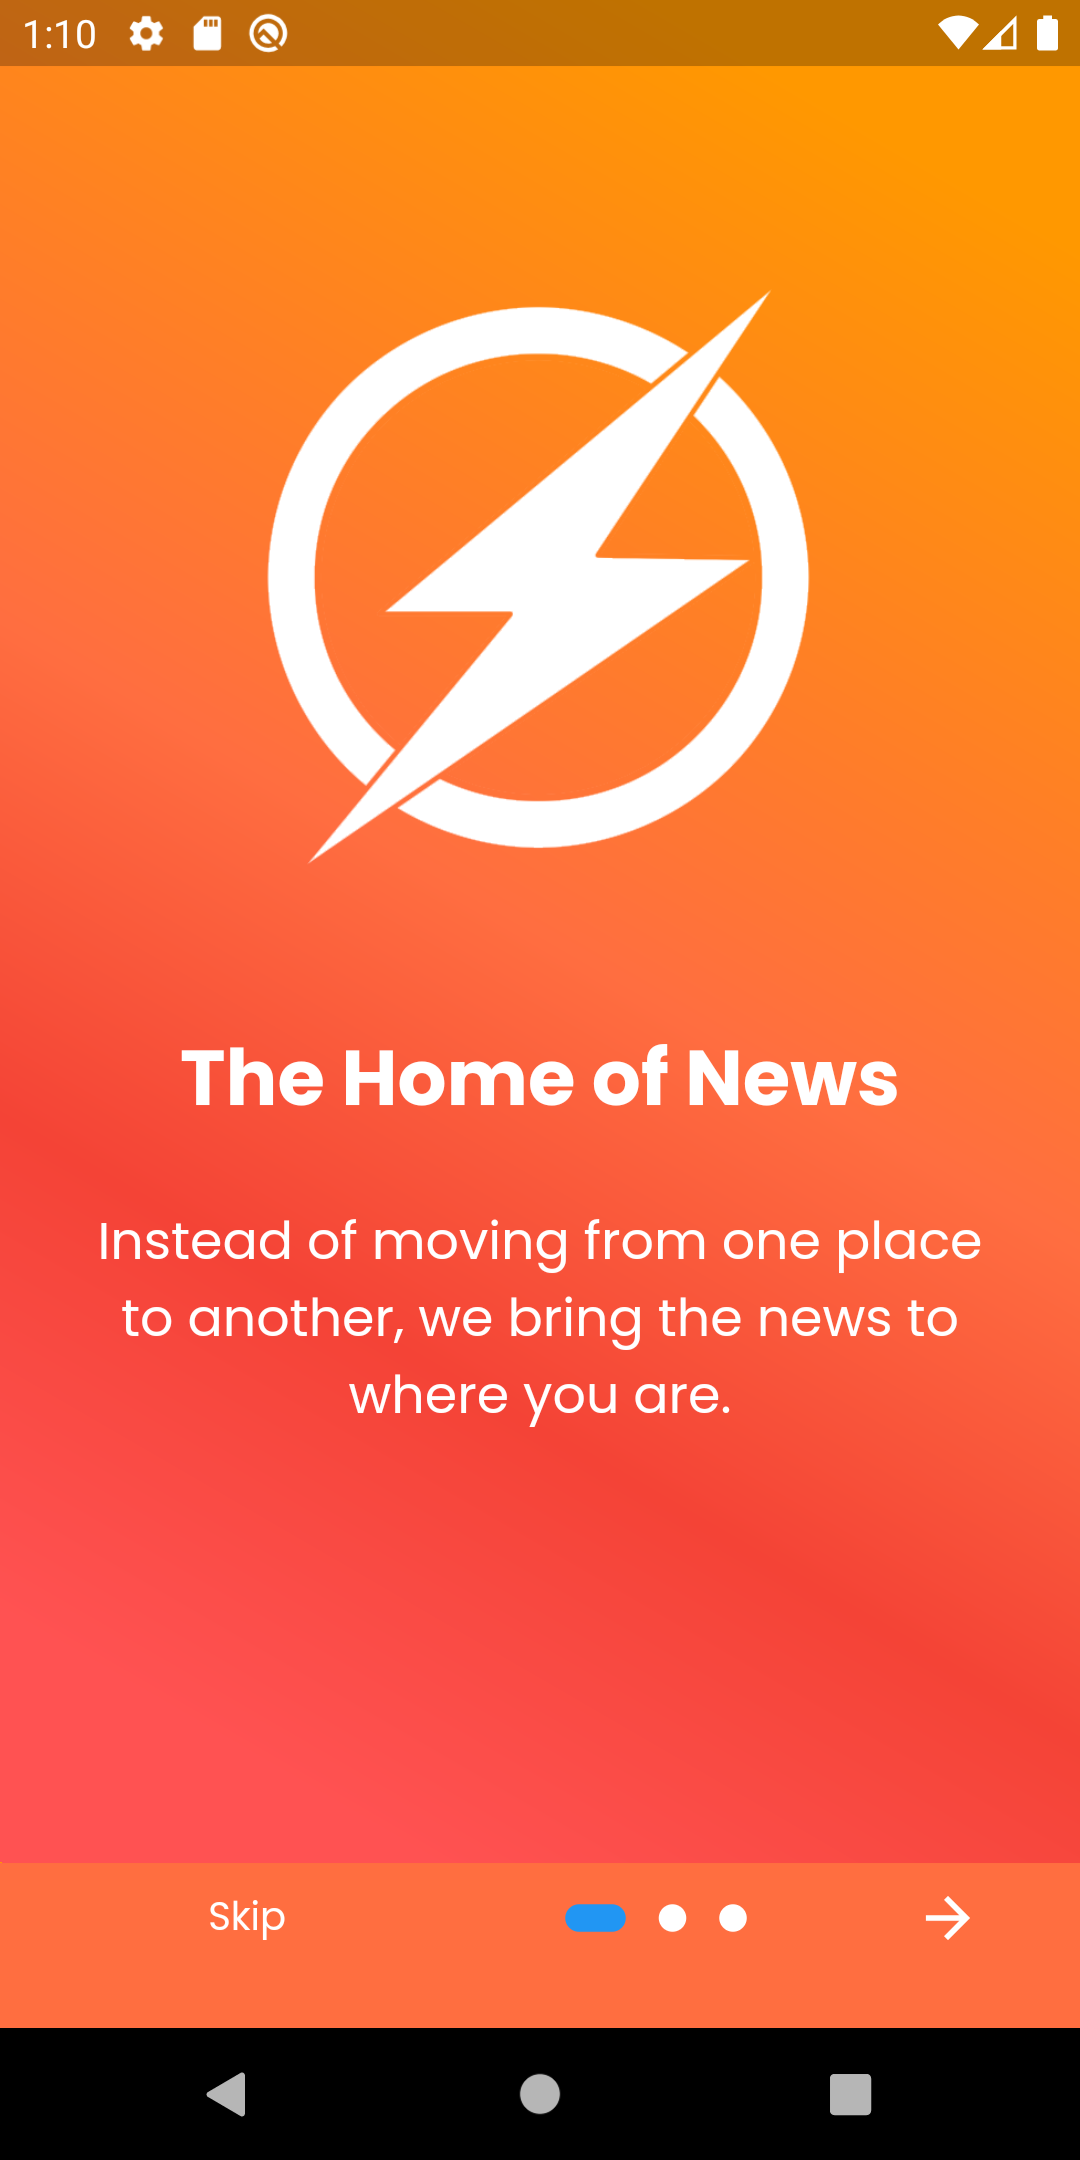 1:10
The Home of News
Instead of moving from one place
to another, we bring the news to
where you are.
Skip